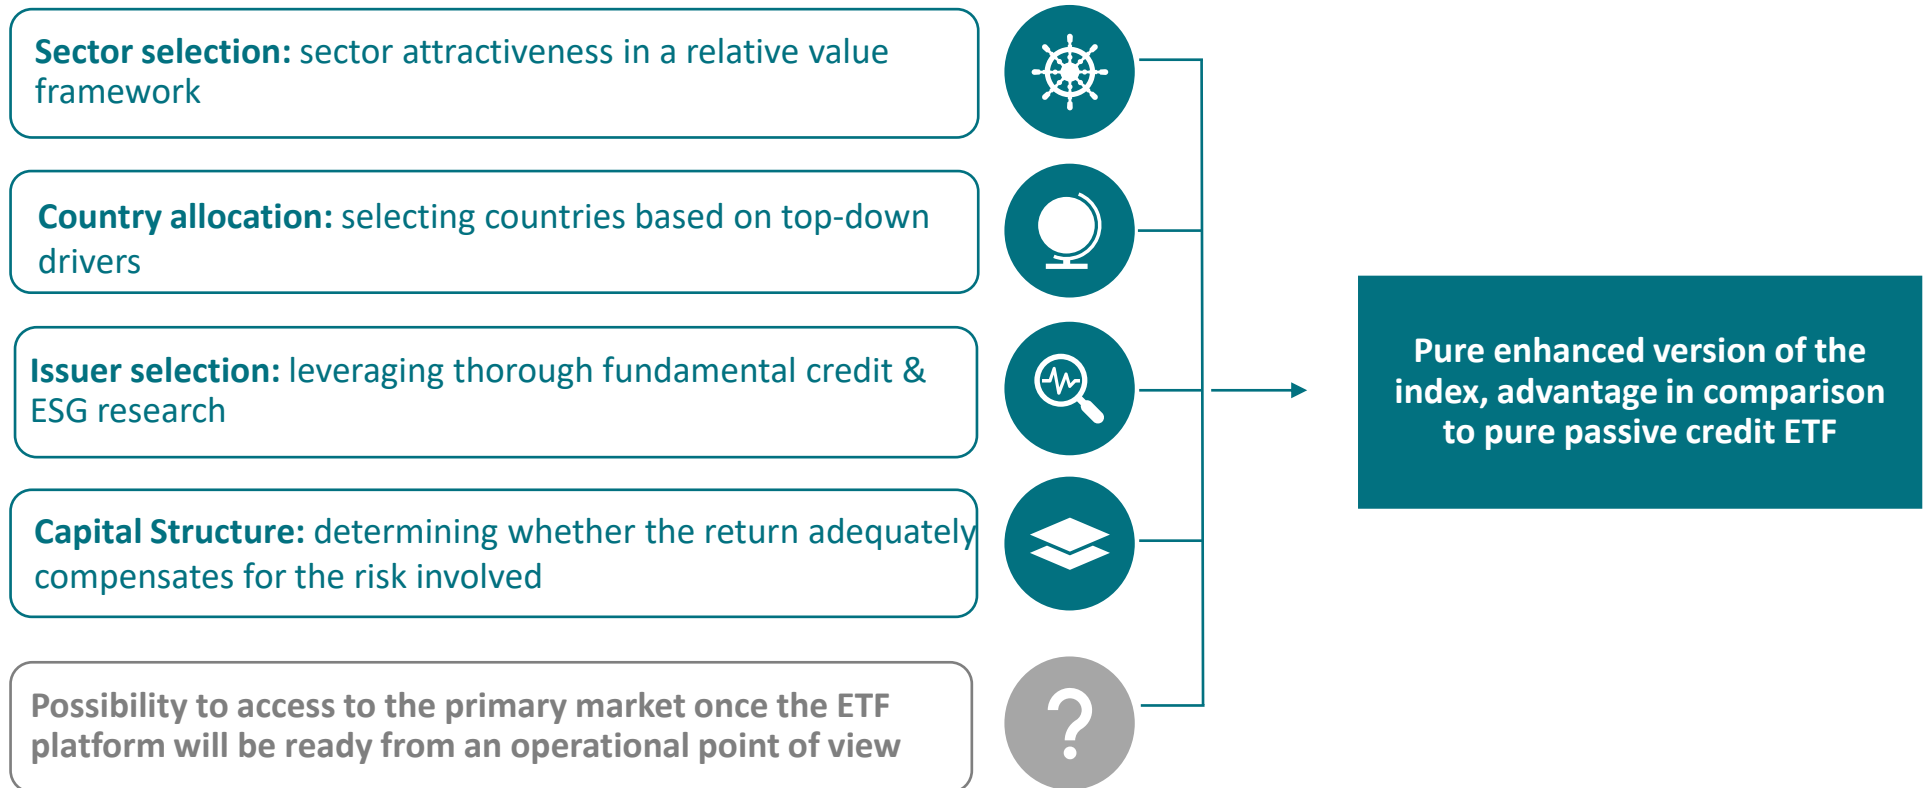 Sector selection: sector attractiveness in a relative value
framework
Country allocation: selecting countries based on top-down
drivers
Issuer selection: leveraging thorough fundamental credit &
ESG research
Capital Structure: determining whether the return adequately
compensates for the risk involved
Possibility to access to the primary market once the ETF
platform will be ready from an operational point of view
?
Pure enhanced version of the
index, advantage in comparison
to pure passive credit ETF